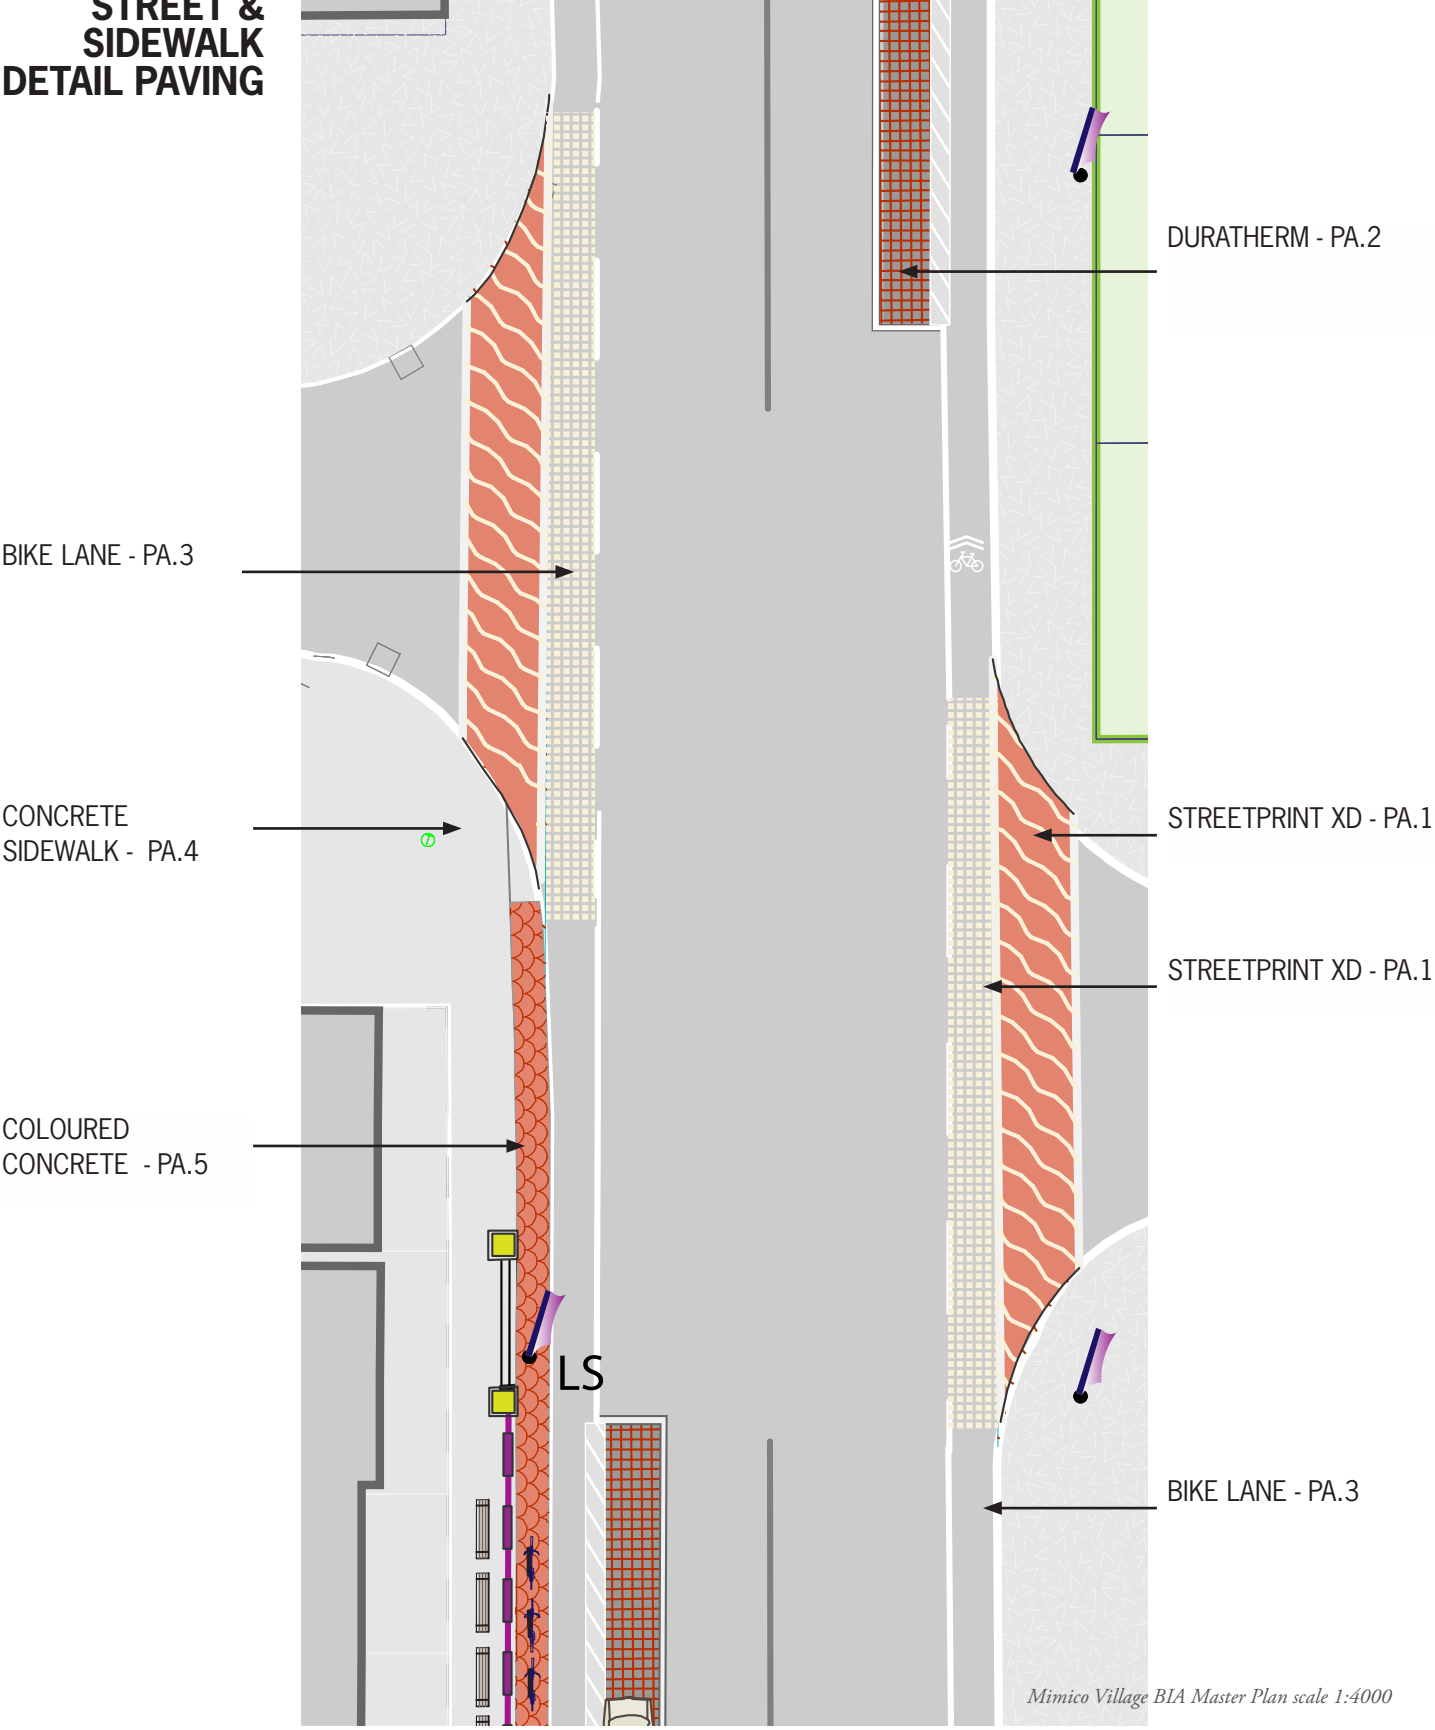 STREET &
SIDEWALK
DETAIL PAVING
DURATHERM - PA.2
BIKE LANE - PA.3
CONCRETE
SIDEWALK - PA.4
STREETPRINT XD - PA.1
STREETPRINT XD - PA.1
COLOURED
CONCRETE - PA.5
LS
BIKE LANE - PA.3
Mimico Village BIA Master Plan scale 1:4000